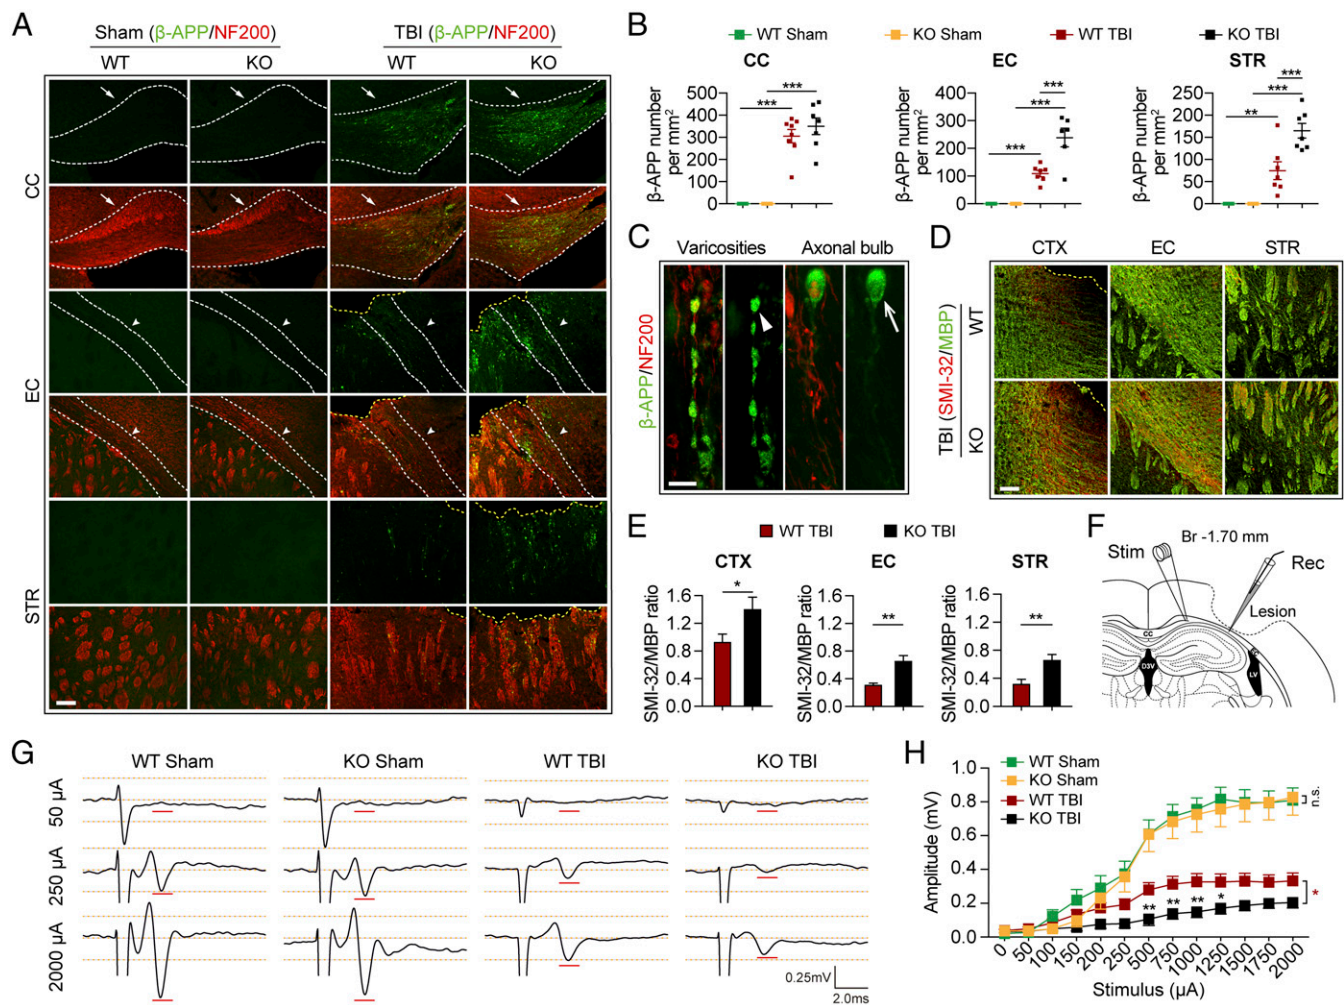 A
Sham (β-APP/NF200)
TBI (β-APP/NF200)
WT
KO
WT
KO
CC
EC
STR
B
WT Sham
KO Sham
WT TBI
KO TBI
CC
β-APP number
per mm²
500
400
300
200
100
0
***
***
EC
β-APP number
per mm²
400
300
200
100
0
***
***
***
STR
β-APP number
per mm²
250
200
150
100
50
0
***
***
**
C
Varicosities
Axonal bulb
β-APP/NF200
D
CTX
EC
STR
TBI (SMI-32/MBP)
WT
KO
E
WT TBI
KO TBI
CTX
SMI-32/MBP ratio
1.6
1.2
0.8
0.4
0.0
*
EC
SMI-32/MBP ratio
1.6
1.2
0.8
0.4
0.0
**
STR
SMI-32/MBP ratio
1.6
1.2
0.8
0.4
0.0
**
F
Br -1.70 mm
Stim
Rec
Lesion
CC
D3V
LV
G
WT Sham
KO Sham
WT TBI
KO TBI
50 µA
250 µA
2000 µA
0.25mV
2.0ms
H
WT Sham
KO Sham
WT TBI
KO TBI
Amplitude (mV)
1.0
0.8
0.6
0.4
0.2
0.0
n.s.
*
** ** ** *
0 50 100 150 200 250 500 750 1000 1250 1500 1750 2000
Stimulus (µA)